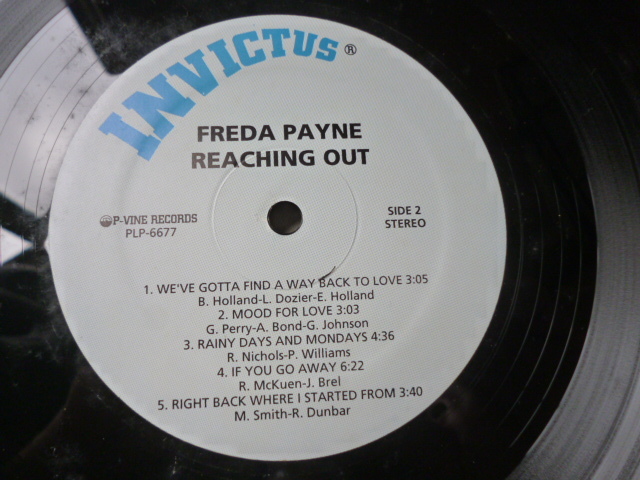 INVICTUS ®
FREDA PAYNE
REACHING OUT
P-VINE RECORDS
PLP-6677
SIDE 2
STEREO
1. WE'VE GOTTA FIND A WAY BACK TO LOVE 3:05
B. Holland-L. Dozier-E. Holland
2. MOOD FOR LOVE 3:03
G. Perry-A. Bond-G. Johnson
3. RAINY DAYS AND MONDAYS 4:36
R. Nichols-P. Williams
4. IF YOU GO AWAY 6:22
R. McKuen-J. Brel
5. RIGHT BACK WHERE I STARTED FROM 3:40
M. Smith-R. Dunbar